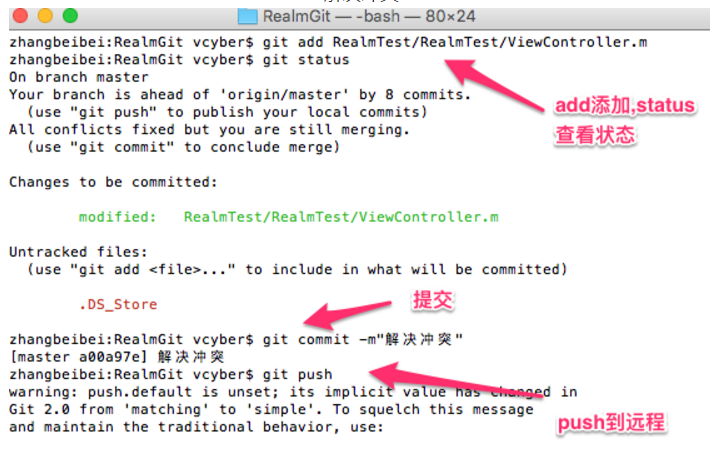 RealmGit — -bash — 80×24
zhangbeibei:RealmGit vcyber$ git add RealmTest/RealmTest/ViewController.m
zhangbeibei:RealmGit vcyber$ git status
On branch master
Your branch is ahead of 'origin/master' by 8 commits.
(use "git push" to publish your local commits)
All conflicts fixed but you are still merging.
(use "git commit" to conclude merge)
add添加,status
查看状态
Changes to be committed:
modified: RealmTest/RealmTest/ViewController.m
Untracked files:
(use "git add <file>..." to include in what will be committed)
.DS_Store
提交
zhangbeibei:RealmGit vcyber$ git commit -m"解决冲突"
[master a00a97e] 解决冲突
zhangbeibei:RealmGit vcyber$ git push
warning: push.default is unset; its implicit value has changed in
Git 2.0 from 'matching' to 'simple'. To squelch this message
and maintain the traditional behavior, use:
push到远程